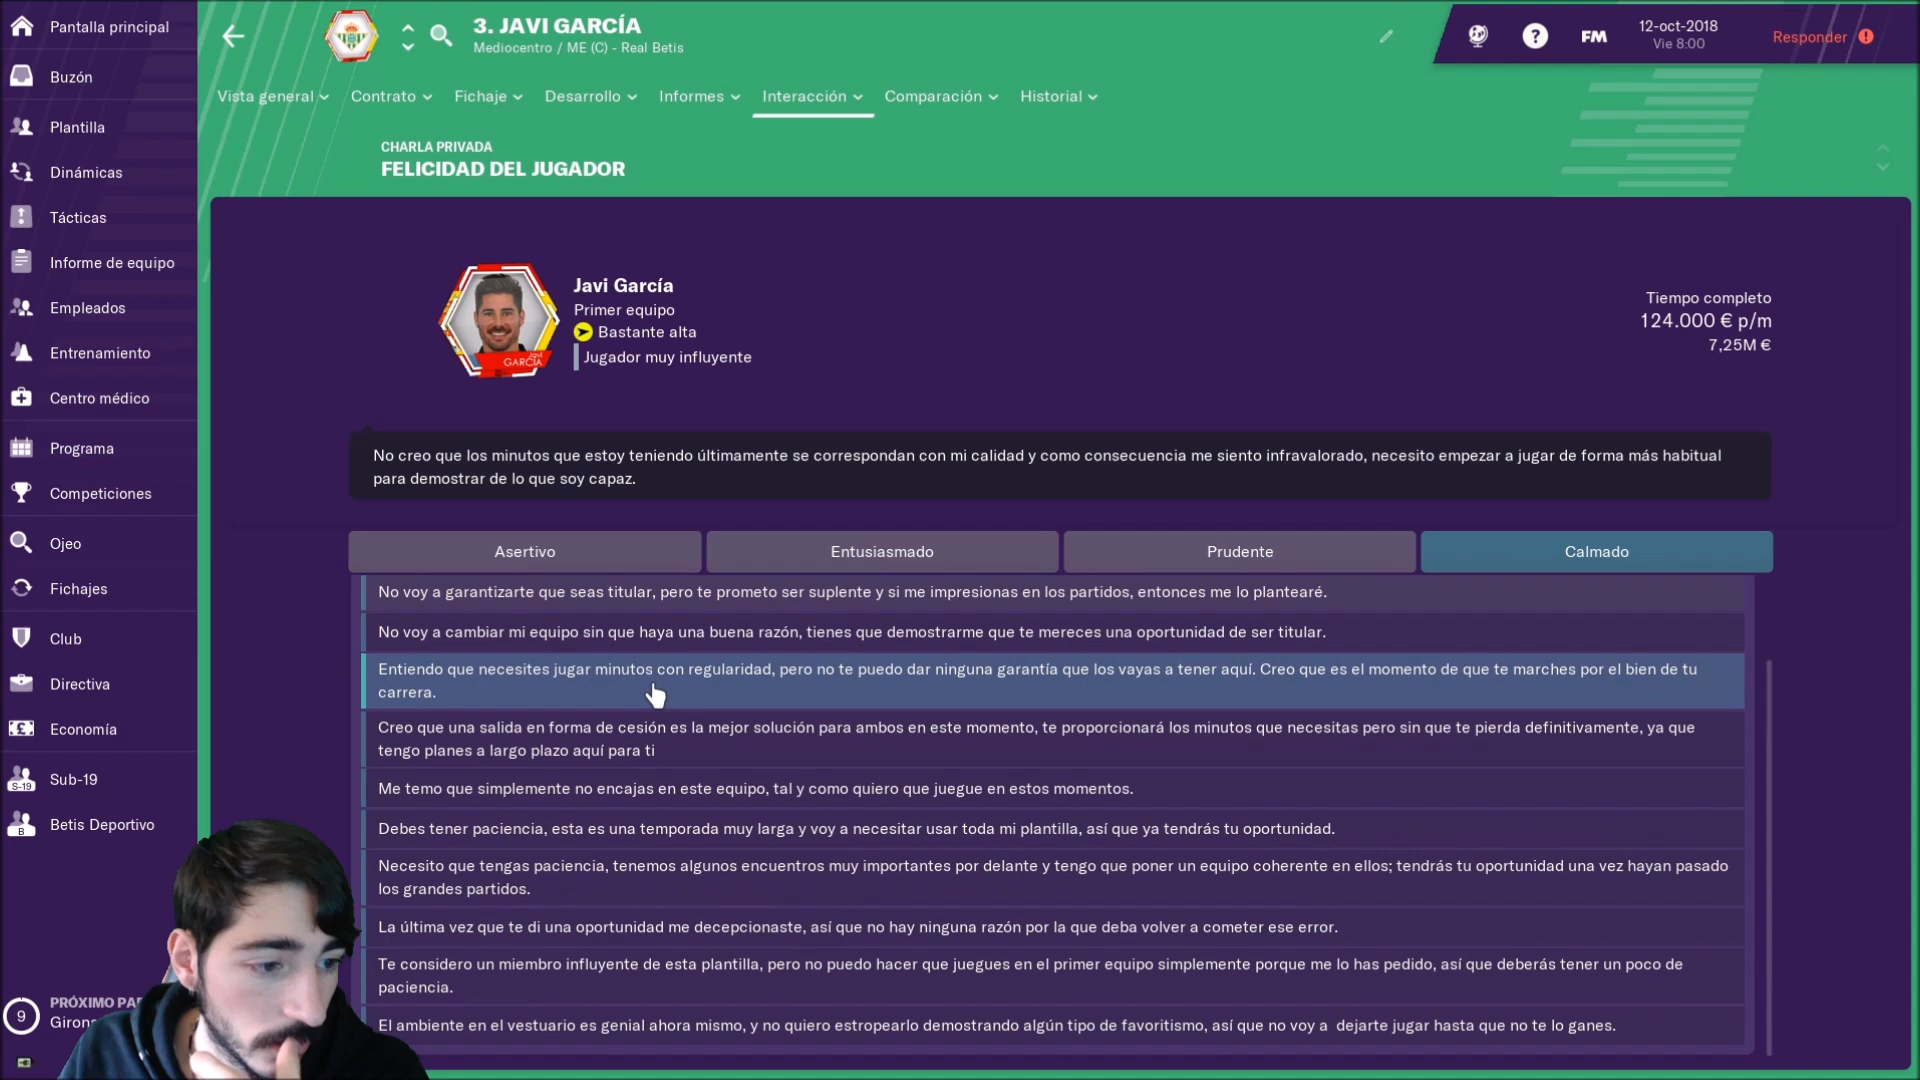 Pantalla principal
Buzón
Plantilla
Dinámicas
Tácticas
Informe de equipo
Empleados
Entrenamiento
Centro médico
Programa
Competiciones
Ojeo
Fichajes
Club
Directiva
Economía
S-19
Sub-19
B
Betis Deportivo
PRÓXIMO PA
9
Giron
3. JAVI GARCÍA
Mediocentro / ME (C) - Real Betis
FM
12-oct-2018
Vie 8:00
Responder
Vista general
Contrato
Fichaje
Desarrollo
Informes
Interacción
Comparación
Historial
CHARLA PRIVADA
FELICIDAD DEL JUGADOR
Javi
GARCÍA
Javi García
Primer equipo
Bastante alta
Jugador muy influyente
Tiempo completo
124.000 € p/m
7,25M €
No creo que los minutos que estoy teniendo últimamente se correspondan con mi calidad y como consecuencia me siento infravalorado, necesito empezar a jugar de forma más habitual
para demostrar de lo que soy capaz.
Asertivo
Entusiasmado
Prudente
Calmado
No voy a garantizarte que seas titular, pero te prometo ser suplente y si me impresionas en los partidos, entonces me lo plantearé.
No voy a cambiar mi equipo sin que haya una buena razón, tienes que demostrarme que te mereces una oportunidad de ser titular.
Entiendo que necesites jugar minutos con regularidad, pero no te puedo dar ninguna garantía que los vayas a tener aquí. Creo que es el momento de que te marches por el bien de tu
carrera.
Creo que una salida en forma de cesión es la mejor solución para ambos en este momento, te proporcionará los minutos que necesitas pero sin que te pierda definitivamente, ya que
tengo planes a largo plazo aquí para ti
Me temo que simplemente no encajas en este equipo, tal y como quiero que juegue en estos momentos.
Debes tener paciencia, esta es una temporada muy larga y voy a necesitar usar toda mi plantilla, así que ya tendrás tu oportunidad.
Necesito que tengas paciencia, tenemos algunos encuentros muy importantes por delante y tengo que poner un equipo coherente en ellos; tendrás tu oportunidad una vez hayan pasado
los grandes partidos.
La última vez que te di una oportunidad me decepcionaste, así que no hay ninguna razón por la que deba volver a cometer ese error.
Te considero un miembro influyente de esta plantilla, pero no puedo hacer que juegues en el primer equipo simplemente porque me lo has pedido, así que deberás tener un poco de
paciencia.
El ambiente en el vestuario es genial ahora mismo, y no quiero estropearlo demostrando algún tipo de favoritismo, así que no voy a dejarte jugar hasta que no te lo ganes.